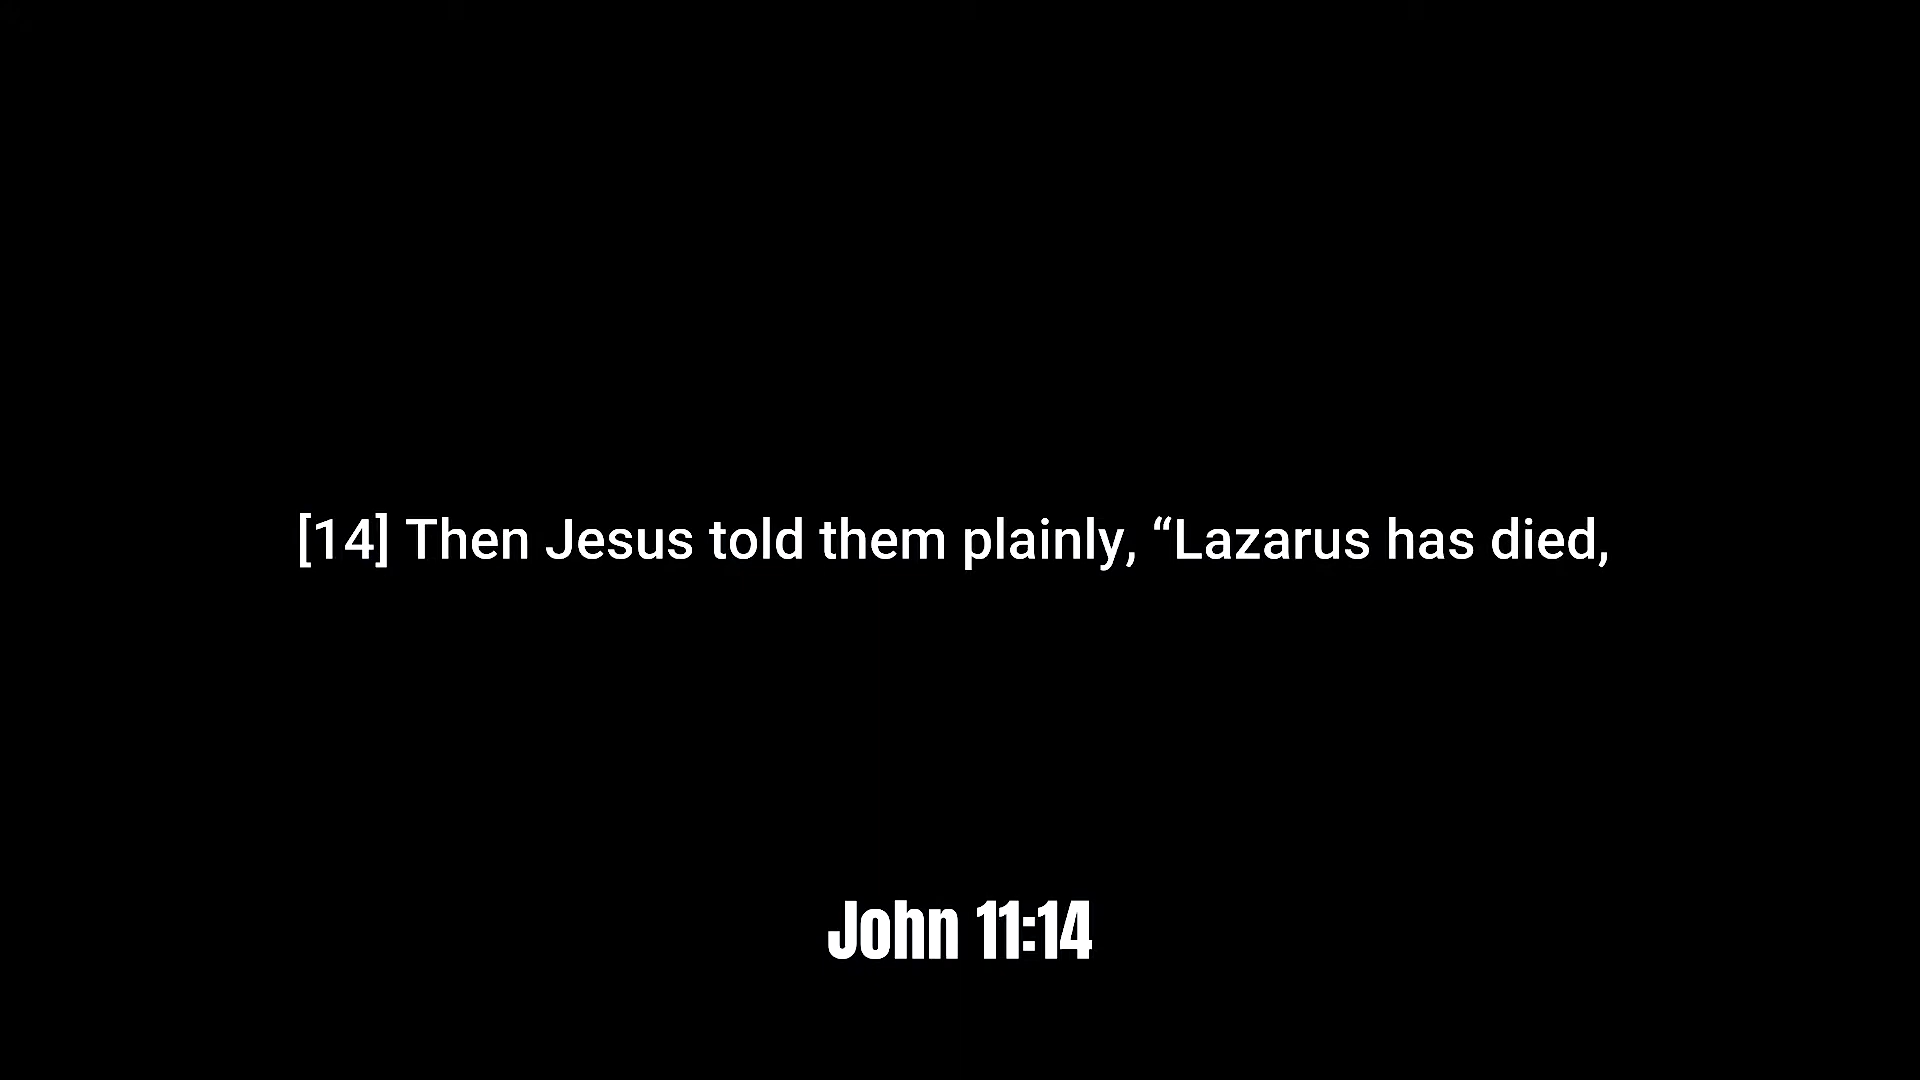 [14] Then Jesus told them plainly, “Lazarus has died,
John 11:14